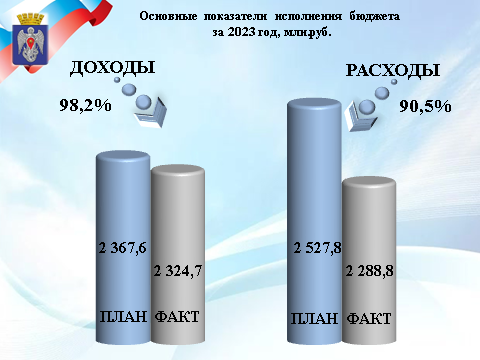 Основные показатели исполнения бюджета
за 2023 год, млн.руб.
ДОХОДЫ
98,2%
РАСХОДЫ
90,5%
2 367,6
2 324,7
ПЛАН ФАКТ
2 527,8
2 288,8
ПЛАН ФАКТ